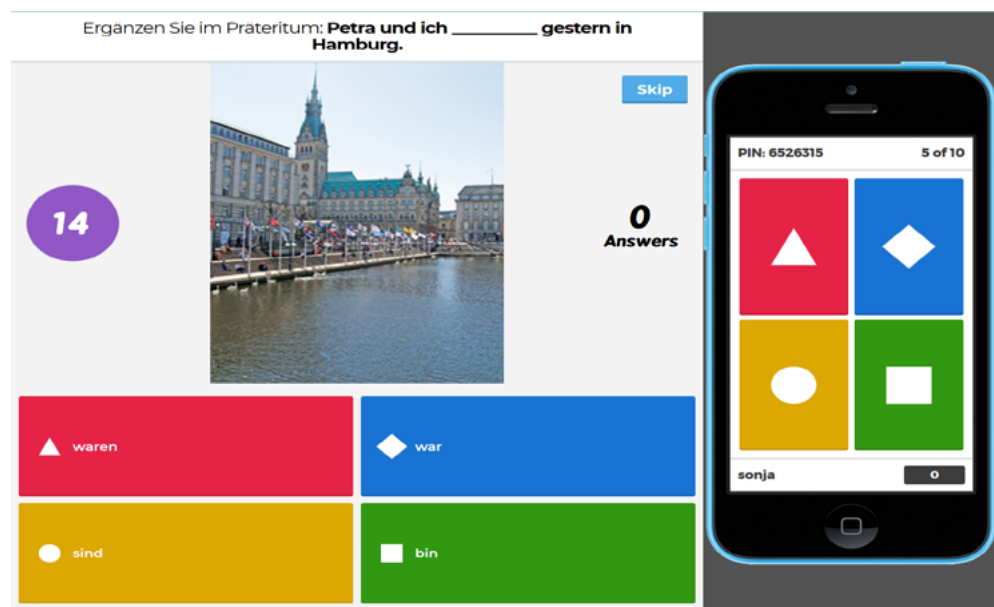 Ergänzen Sie im Präteritum: Petra und ich _________ gestern in
Hamburg.
Skip
14
0
Answers
waren
war
sind
bin
PIN: 6526315 5 of 10
sonja 0